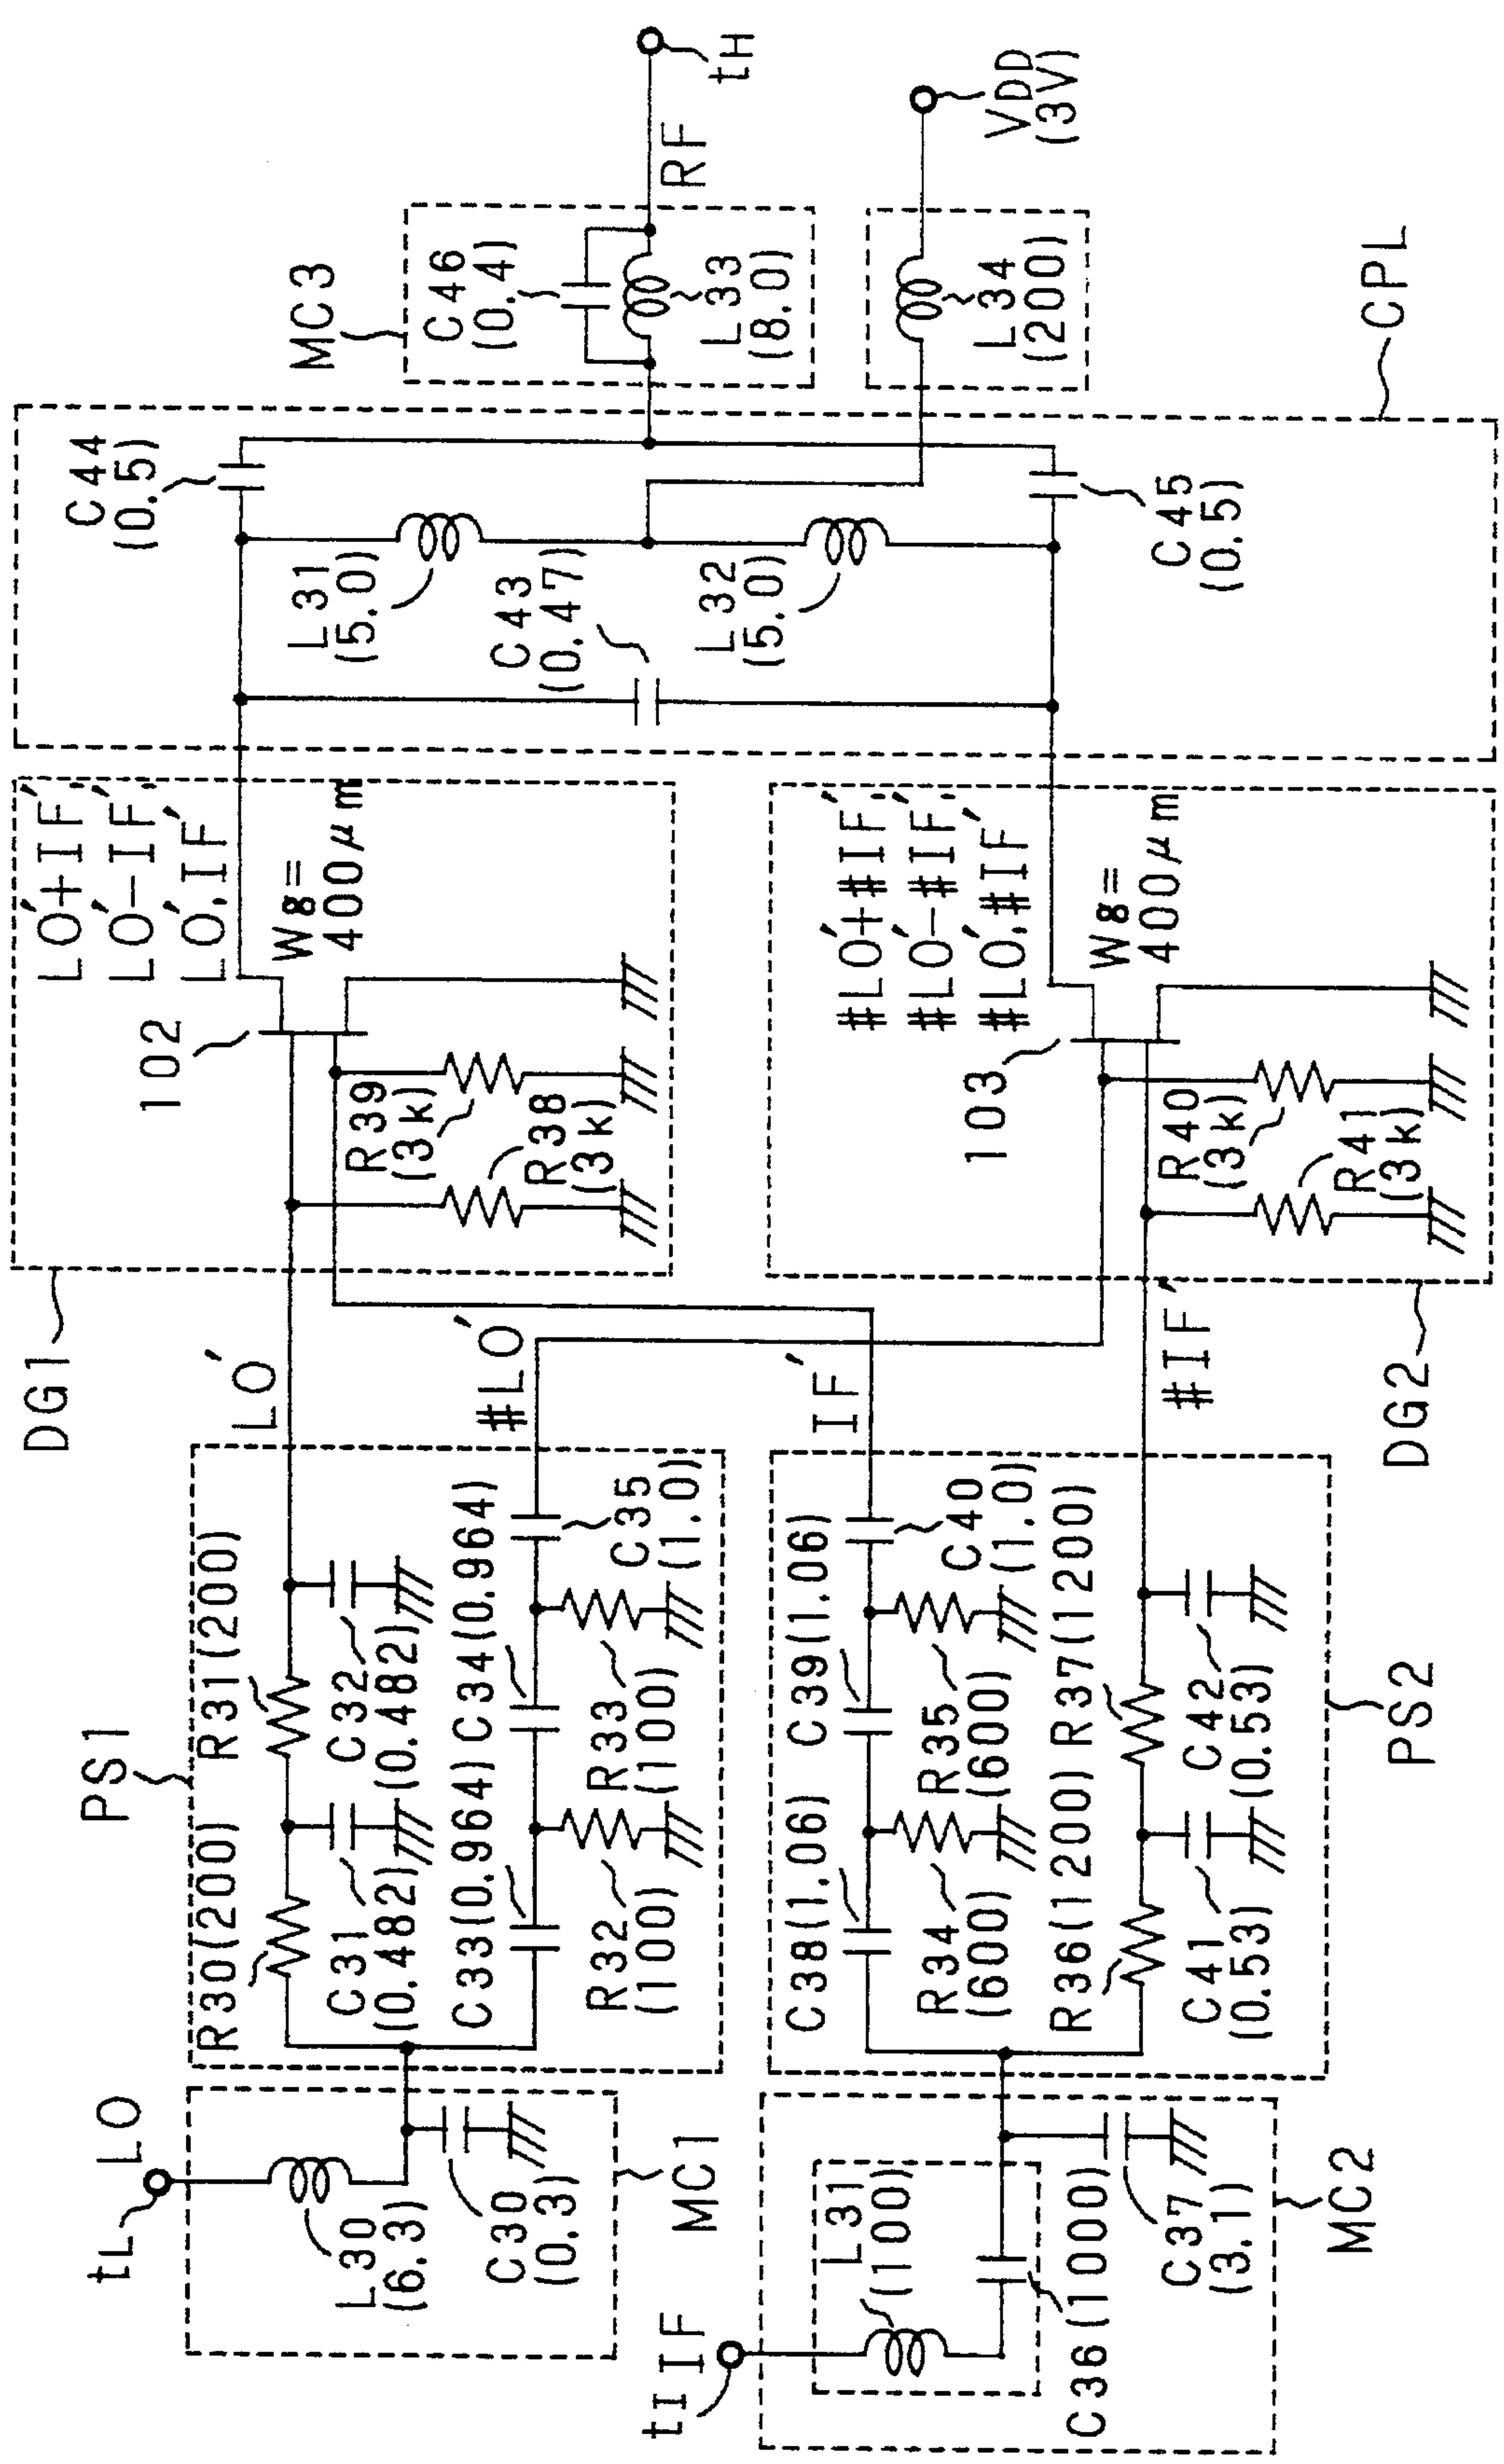 tL
LO
L30
(6.3)
C30
(0.3)
MC1
tI
IF
L31
(100)
C36(1000)
C37
(3.1)
MC2
PS1
R30(200)
R31(200)
C31
(0.482)
C32
(0.482)
C33(0.964)
C34(0.964)
R32
(100)
R33
(100)
C35
(1.0)
C38(1.06)
C39(1.06)
R34
(600)
R35
(600)
C40
(1.0)
R36(1200)
R37(1200)
C41
(0.53)
C42
(0.53)
PS2
LO'
#LO'
IF'
#IF'
DG1
102
R39
(3k)
R38
(3k)
LO'+IF'.
LO'-IF'.
LO',IF'
Wg=
400μm
DG2
103
R40
(3k)
R41
(3k)
#LO'+#IF'.
#LO'-#IF'.
#LO',#IF'
Wg=
400μm
C44
(0.5)
L31
(5.0)
C43
(0.47)
L32
(5.0)
C45
(0.5)
CPL
MC3
C46
(0.4)
L33
(8.0)
L34
(200)
RF
tH
VDD
(3V)